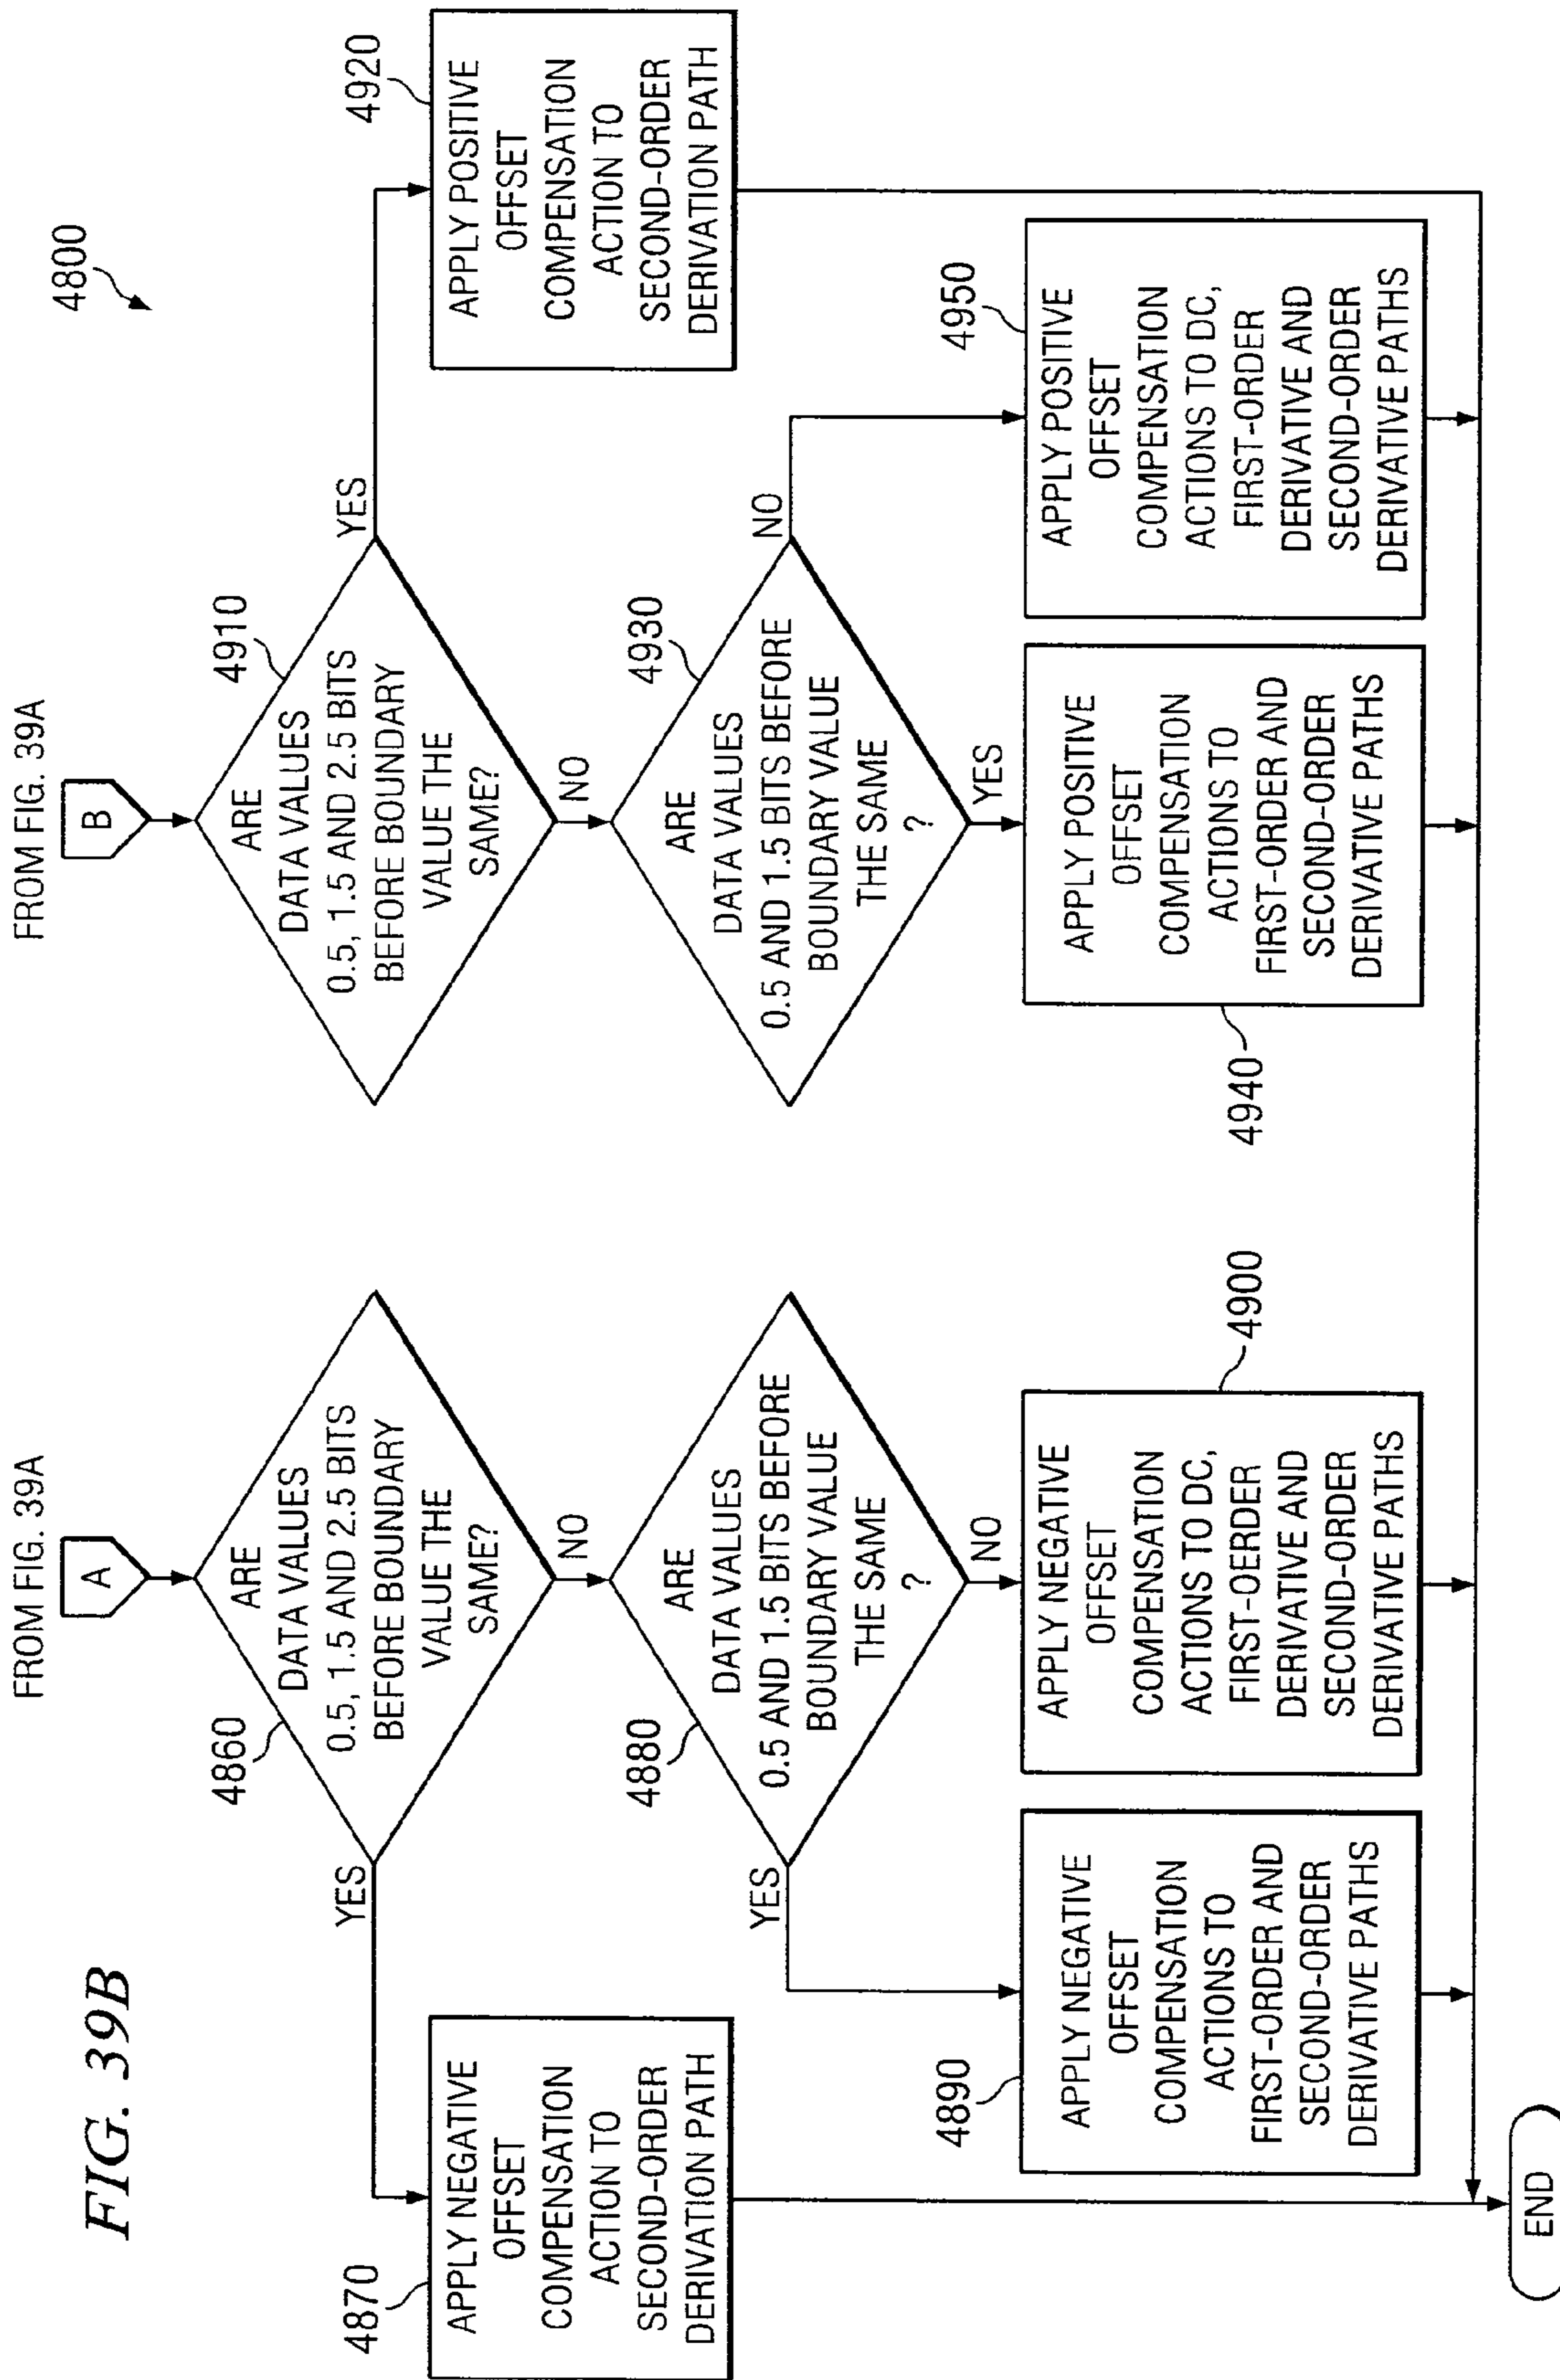 FIG. 39B
4800
FROM FIG. 39A
A
4860
ARE
DATA VALUES
0.5, 1.5 AND 2.5 BITS
BEFORE BOUNDARY
VALUE THE
SAME?
YES
NO
4870
APPLY NEGATIVE
OFFSET
COMPENSATION
ACTION TO
SECOND-ORDER
DERIVATION PATH
4880
ARE
DATA VALUES
0.5 AND 1.5 BITS BEFORE
BOUNDARY VALUE
THE SAME
?
YES
NO
4890
APPLY NEGATIVE
OFFSET
COMPENSATION
ACTIONS TO
FIRST-ORDER AND
SECOND-ORDER
DERIVATIVE PATHS
4900
APPLY NEGATIVE
OFFSET
COMPENSATION
ACTIONS TO DC,
FIRST-OERDER
DERIVATIVE AND
SECOND-ORDER
DERIVATIVE PATHS
FROM FIG. 39A
B
4910
ARE
DATA VALUES
0.5, 1.5 AND 2.5 BITS
BEFORE BOUNDARY
VALUE THE
SAME?
YES
NO
4920
APPLY POSITIVE
OFFSET
COMPENSATION
ACTION TO
SECOND-ORDER
DERIVATION PATH
4930
ARE
DATA VALUES
0.5 AND 1.5 BITS BEFORE
BOUNDARY VALUE
THE SAME
?
NO
YES
4940
APPLY POSITIVE
OFFSET
COMPENSATION
ACTIONS TO
FIRST-ORDER AND
SECOND-ORDER
DERIVATIVE PATHS
4950
APPLY POSITIVE
OFFSET
COMPENSATION
ACTIONS TO DC,
FIRST-ORDER
DERIVATIVE AND
SECOND-ORDER
DERIVATIVE PATHS
END